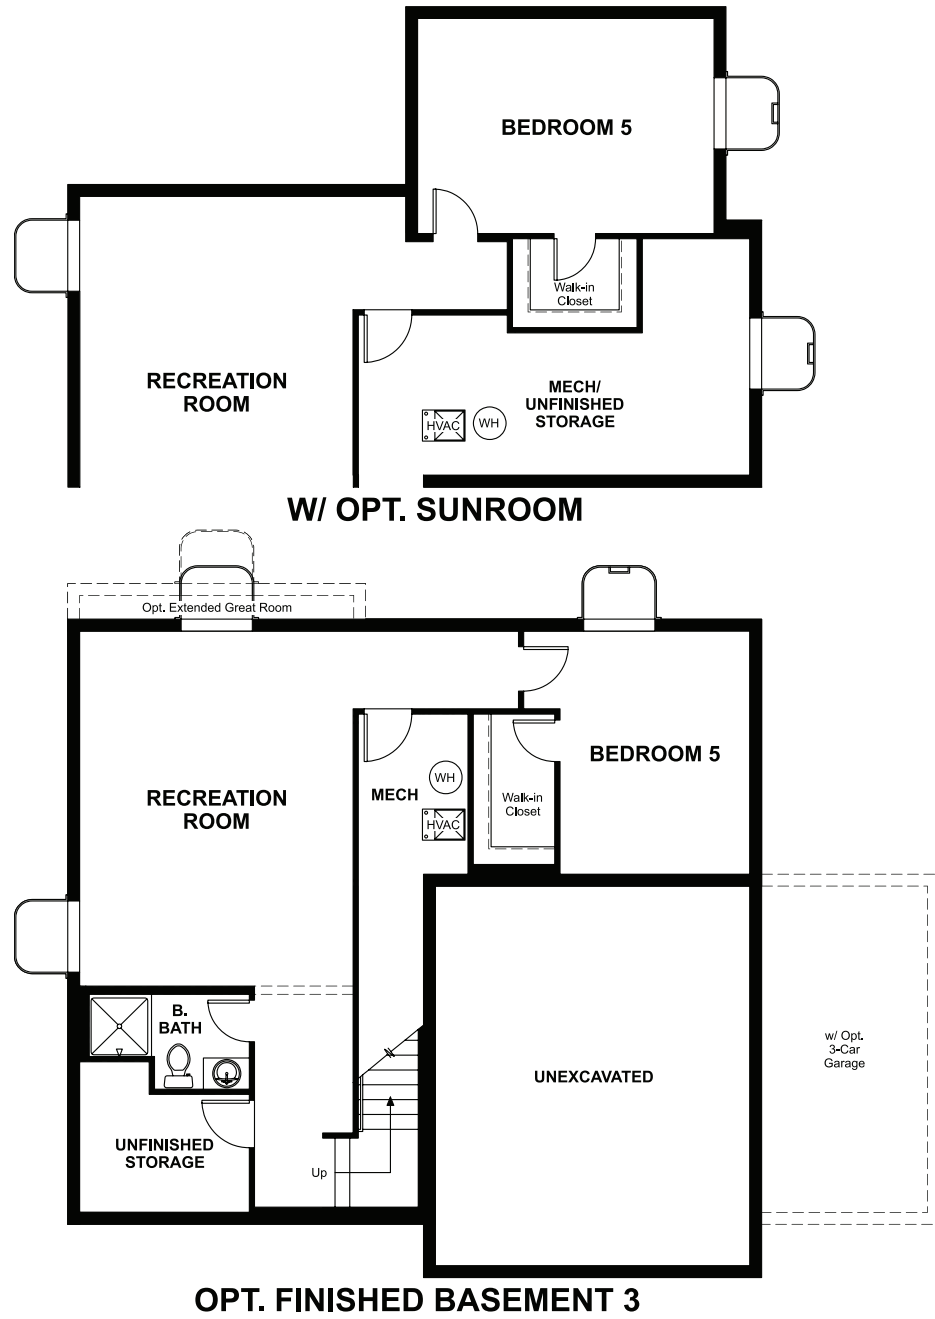 BEDROOM 5
Walk-in
Closet
RECREATION
ROOM
MECH/
UNFINISHED
STORAGE
HVAC
WH
W/ OPT. SUNROOM
Opt. Extended Great Room
BEDROOM 5
WH
MECH
HVAC
Walk-in
Closet
RECREATION
ROOM
B.
BATH
w/ Opt.
3-Car
Garage
UNEXCAVATED
UNFINISHED
STORAGE
Up
OPT. FINISHED BASEMENT 3